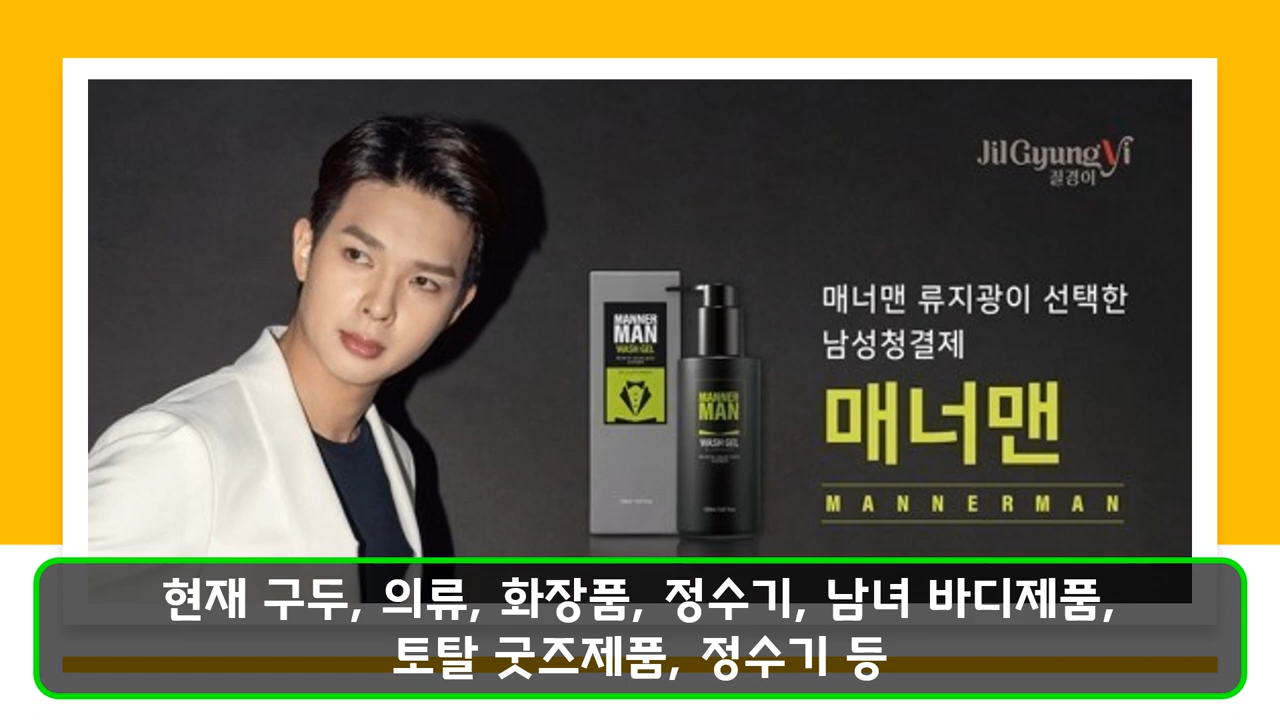 JilGyungVi
질경이
매너맨 류지광이 선택한
남성청결제
매너맨
MANNERMAN
MANNER
MAN
WASH GEL
MANNER
MAN
WASH GEL
현재 구두, 의류, 화장품, 정수기, 남녀 바디제품,
토탈 굿즈제품, 정수기 등